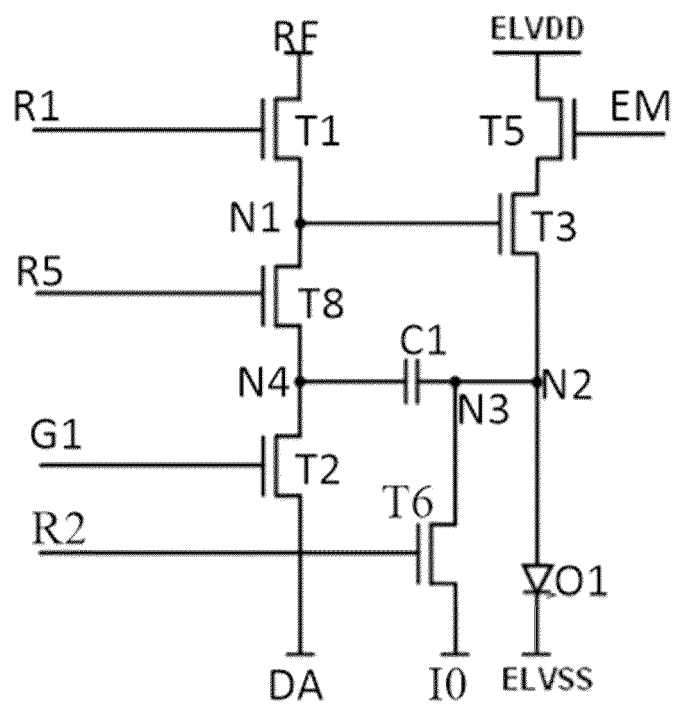 RF
ELVDD
R1
T1
T5
EM
N1
T3
R5
T8
C1
N4
N3
N2
G1
T2
T6
R2
O1
DA
I0
ELVSS